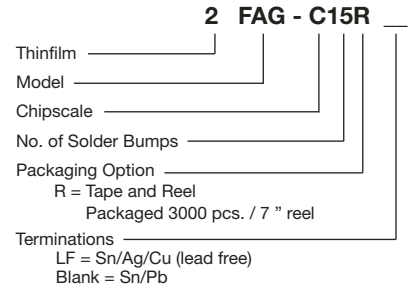 2 FAG - C15R __
Thinfilm
Model
Chipscale
No. of Solder Bumps
Packaging Option
R = Tape and Reel
Packaged 3000 pcs. / 7 " reel
Terminations
LF = Sn/Ag/Cu (lead free)
Blank = Sn/Pb